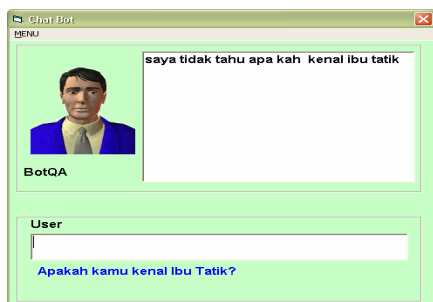 Chat Bot
MENU
saya tidak tahu apa kah kenal ibu tatik
BotQA
User
Apakah kamu kenal Ibu Tatik?